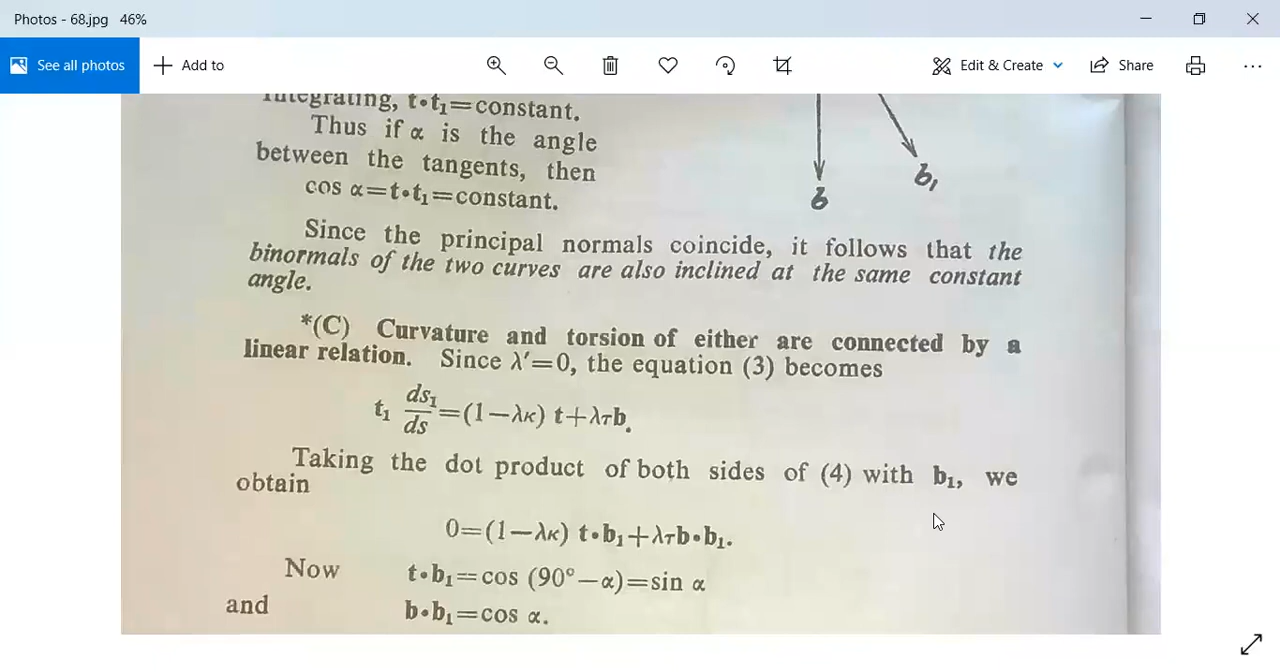 Photos - 68.jpg 46%
See all photos
Add to
Edit & Create
Share
Integrating, t•t₁=constant.
Thus if α is the angle
between the tangents, then
cos α=t•t₁=constant.
b
b₁
Since the principal normals coincide, it follows that the
binormals of the two curves are also inclined at the same constant
angle.
*(C) Curvature and torsion of either are connected by a
linear relation. Since λ′=0, the equation (3) becomes
t₁ ds₁/ds=(1−λκ) t+λτb.
Taking the dot product of both sides of (4) with b₁, we
obtain
0=(1−λκ) t•b₁+λτb•b₁.
Now t•b₁=cos (90°−α)=sin α
and b•b₁=cos α.